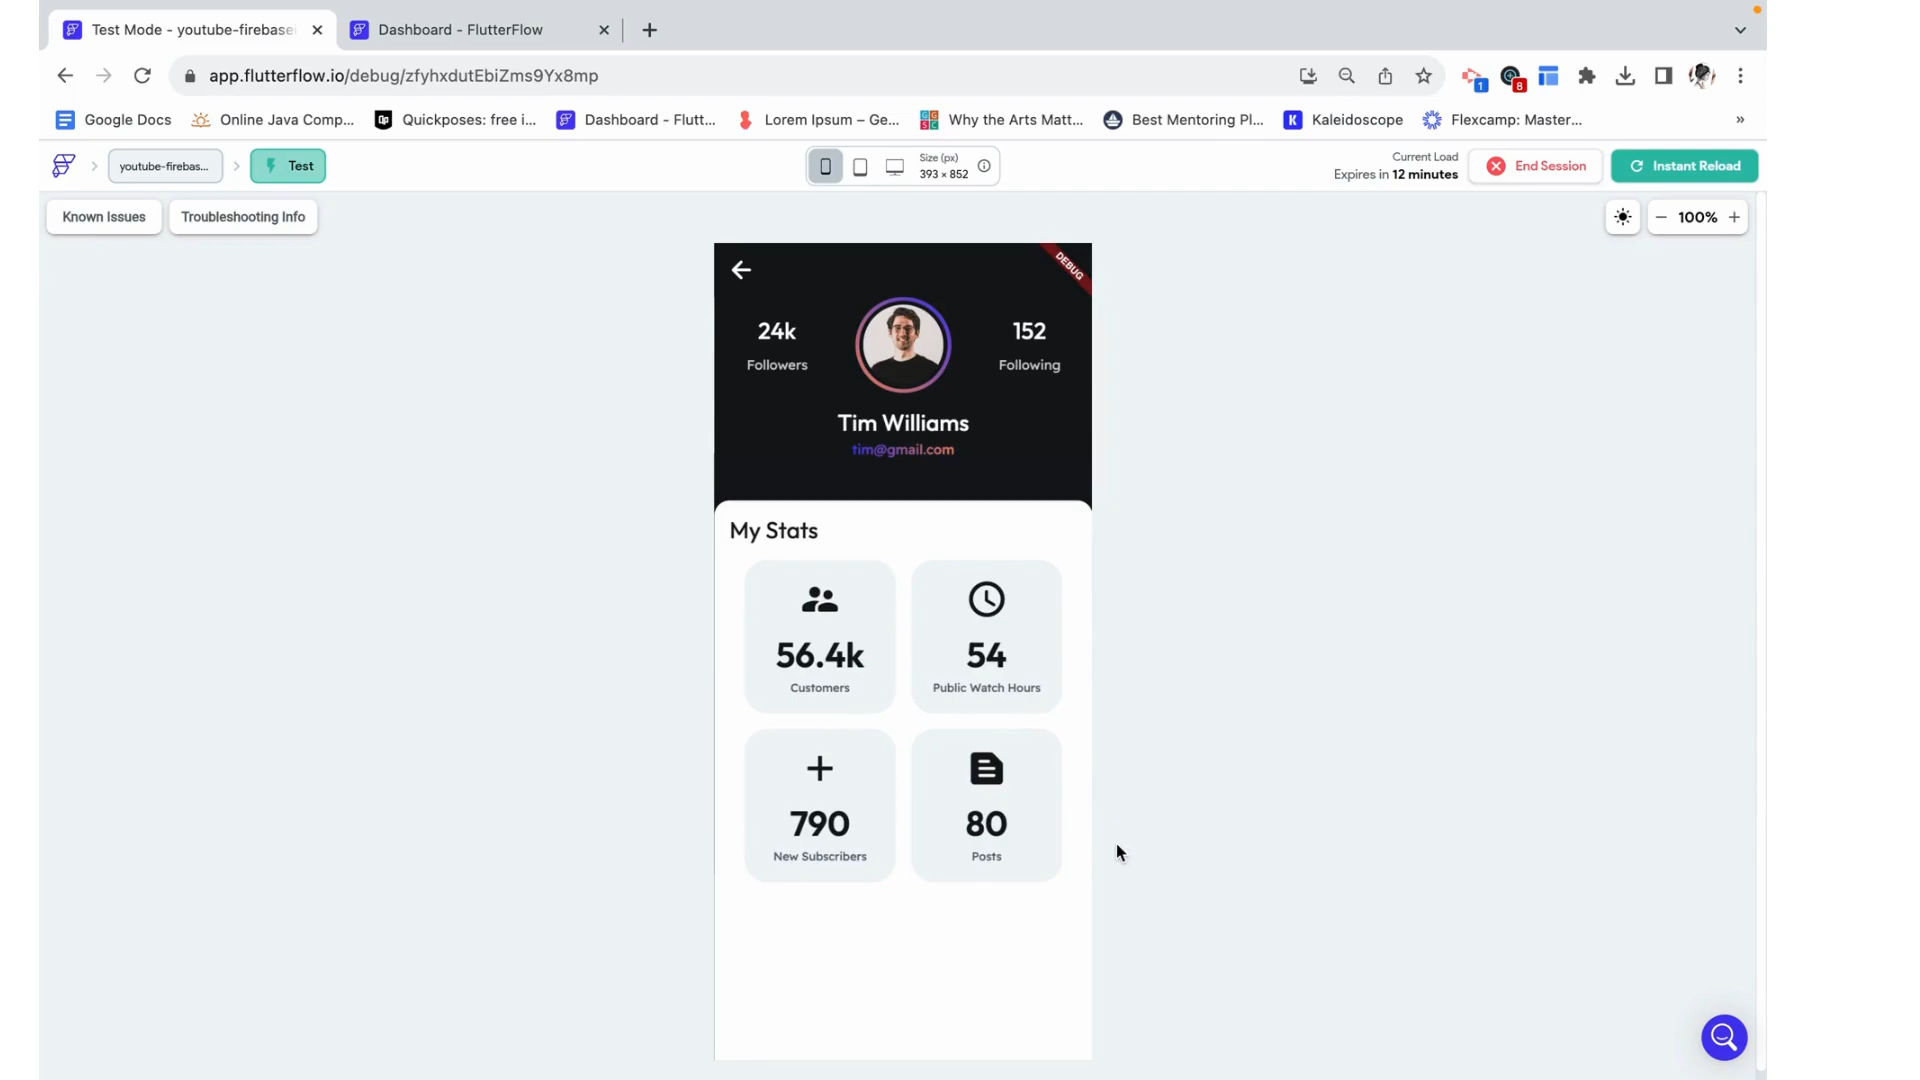 Test Mode - youtube-firebase
Dashboard - FlutterFlow
app.flutterflow.io/debug/zfyhxdutEbiZms9Yx8mp
1
8
Google Docs
Online Java Comp...
Quickposes: free i...
Dashboard - Flutt...
Lorem Ipsum – Ge...
Why the Arts Matt...
Best Mentoring Pl...
Kaleidoscope
Flexcamp: Master...
»
youtube-firebas...
Test
Size (px)
393 × 852
Current Load
Expires in 12 minutes
End Session
Instant Reload
Known Issues
Troubleshooting Info
100%
DEBUG
24k
Followers
152
Following
Tim Williams
tim@gmail.com
My Stats
56.4k
Customers
54
Public Watch Hours
790
New Subscribers
80
Posts